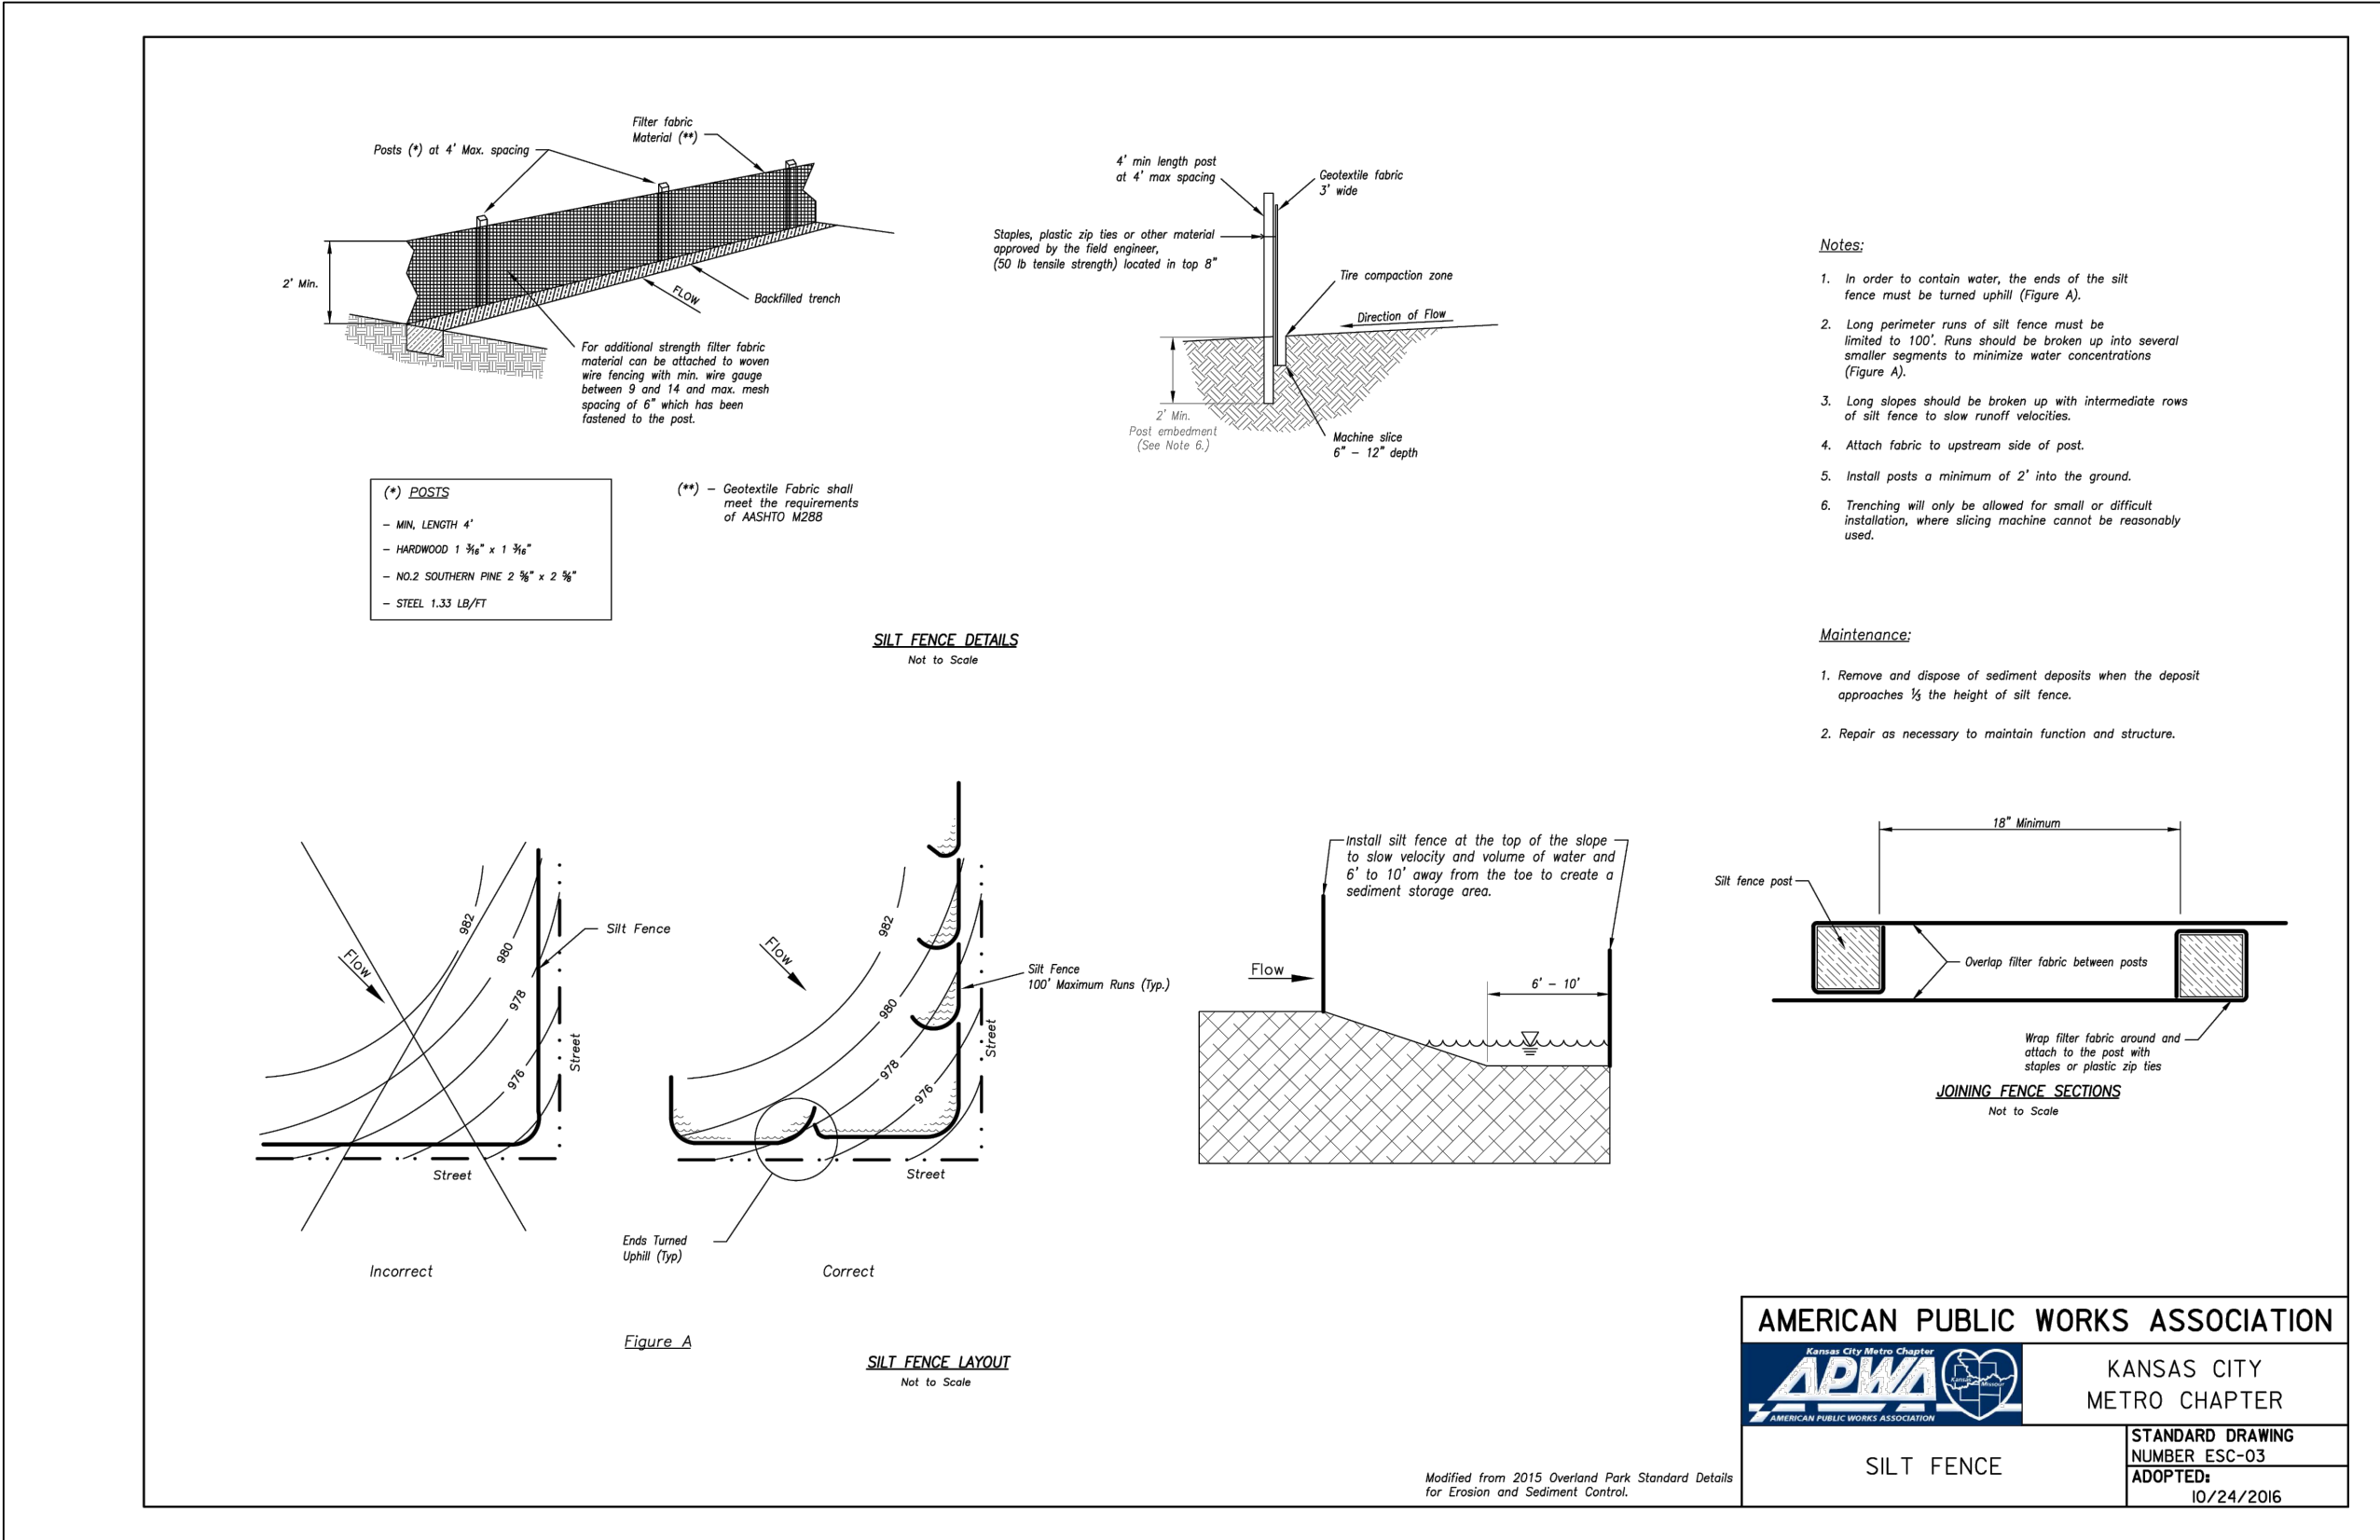 Filter fabric
Material (**)
Posts (*) at 4' Max. spacing
2' Min.
FLOW
Backfilled trench
For additional strength filter fabric
material can be attached to woven
wire fencing with min. wire gauge
between 9 and 14 and max. mesh
spacing of 6" which has been
fastened to the post.
4' min length post
at 4' max spacing
Geotextile fabric
3' wide
Staples, plastic zip ties or other material
approved by the field engineer,
(50 lb tensile strength) located in top 8"
Tire compaction zone
Direction of Flow
2' Min.
Post embedment
(See Note 6.)
Machine slice
6" - 12" depth
(*) POSTS
- MIN, LENGTH 4'
- HARDWOOD 1 3/16" x 1 3/16"
- NO.2 SOUTHERN PINE 2 5/8" x 2 5/8"
- STEEL 1.33 LB/FT
(**) - Geotextile Fabric shall
meet the requirements
of AASHTO M288
SILT FENCE DETAILS
Not to Scale
Notes:
1. In order to contain water, the ends of the silt
fence must be turned uphill (Figure A).
2. Long perimeter runs of silt fence must be
limited to 100'. Runs should be broken up into several
smaller segments to minimize water concentrations
(Figure A).
3. Long slopes should be broken up with intermediate rows
of silt fence to slow runoff velocities.
4. Attach fabric to upstream side of post.
5. Install posts a minimum of 2' into the ground.
6. Trenching will only be allowed for small or difficult
installation, where slicing machine cannot be reasonably
used.
Maintenance:
1. Remove and dispose of sediment deposits when the deposit
approaches 1/3 the height of silt fence.
2. Repair as necessary to maintain function and structure.
982
980
978
976
Flow
Silt Fence
Street
Street
Incorrect
982
980
978
976
Flow
Silt Fence
100' Maximum Runs (Typ.)
Street
Street
Ends Turned
Uphill (Typ)
Correct
Figure A
SILT FENCE LAYOUT
Not to Scale
Install silt fence at the top of the slope
to slow velocity and volume of water and
6' to 10' away from the toe to create a
sediment storage area.
Flow
6' - 10'
18" Minimum
Silt fence post
Overlap filter fabric between posts
Wrap filter fabric around and
attach to the post with
staples or plastic zip ties
JOINING FENCE SECTIONS
Not to Scale
Modified from 2015 Overland Park Standard Details
for Erosion and Sediment Control.
AMERICAN PUBLIC WORKS ASSOCIATION
Kansas City Metro Chapter
APWA
Kansas
Missouri
AMERICAN PUBLIC WORKS ASSOCIATION
KANSAS CITY
METRO CHAPTER
SILT FENCE
STANDARD DRAWING
NUMBER ESC-03
ADOPTED:
10/24/2016